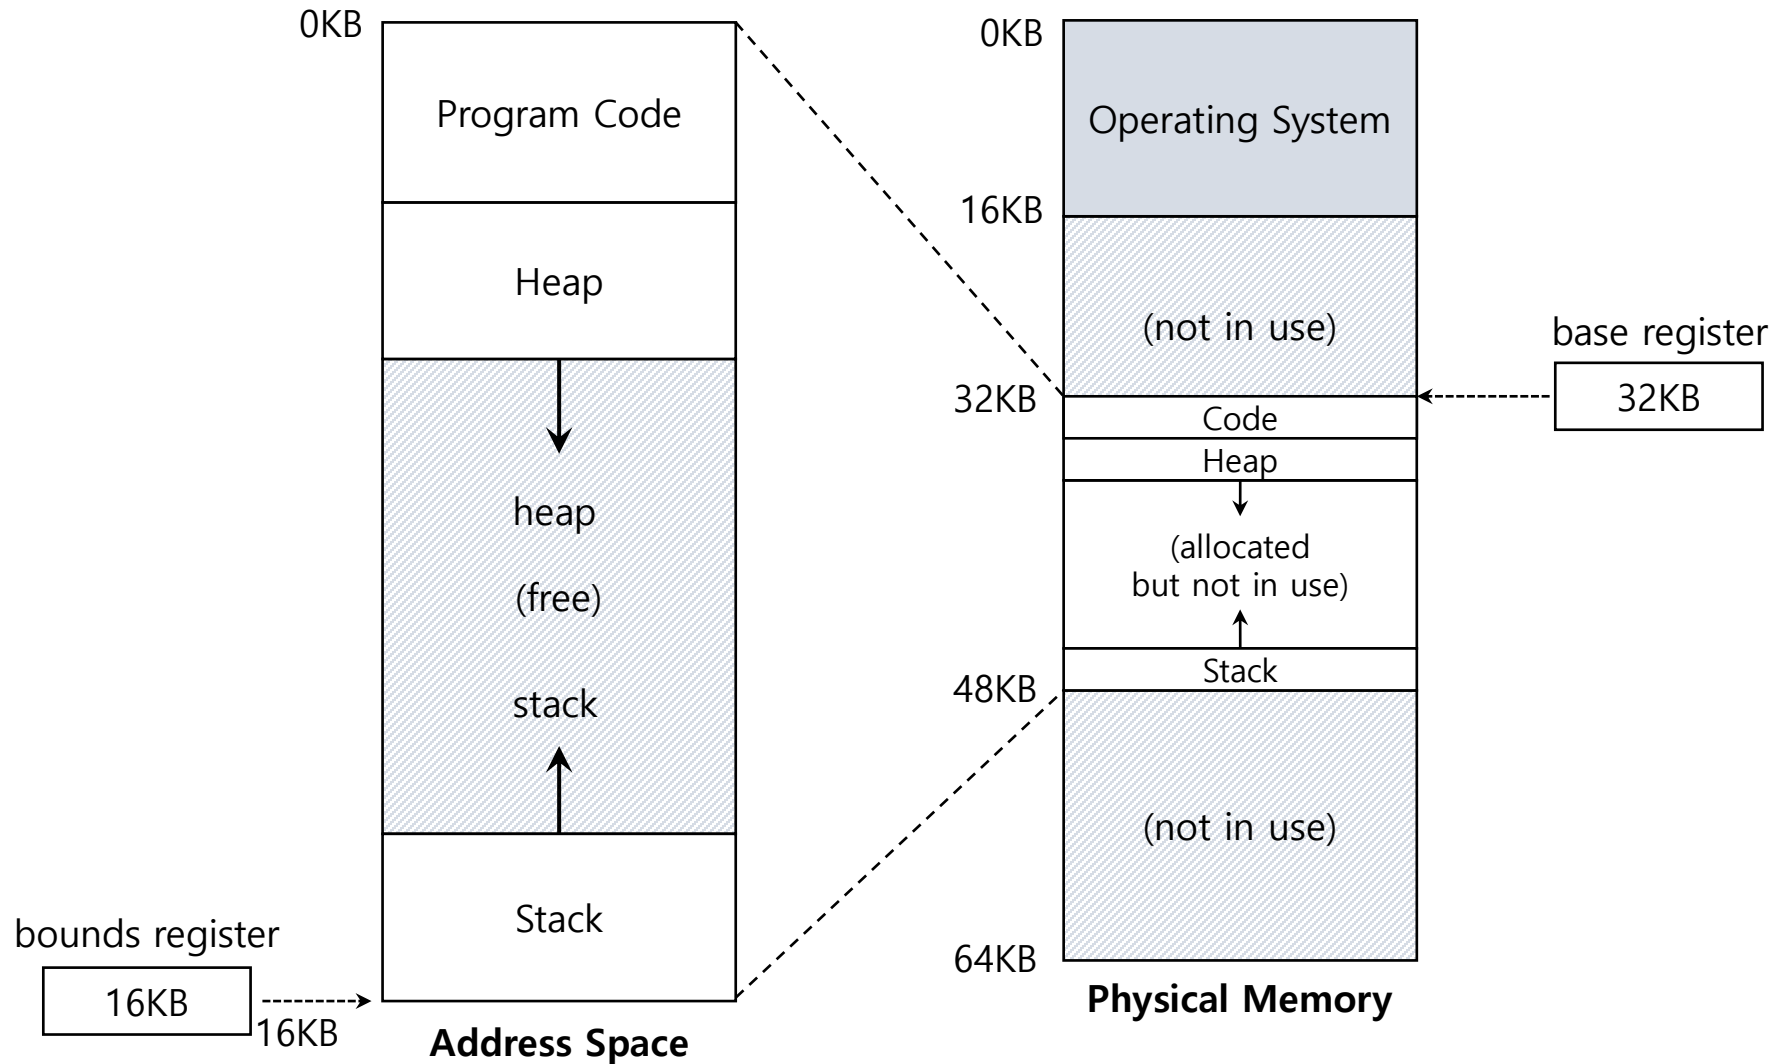 0KB
Program Code
Heap
heap
(free)
stack
Stack
bounds register
16KB
16KB
Address Space
0KB
Operating System
16KB
(not in use)
32KB
Code
Heap
(allocated
but not in use)
Stack
48KB
(not in use)
64KB
Physical Memory
base register
32KB